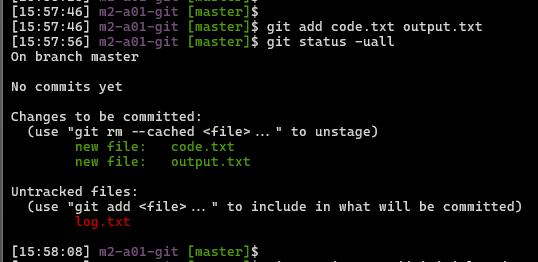 [15:57:46] m2-a01-git [master]$
[15:57:46] m2-a01-git [master]$ git add code.txt output.txt
[15:57:56] m2-a01-git [master]$ git status -uall
On branch master

No commits yet

Changes to be committed:
  (use "git rm --cached <file>..." to unstage)
        new file:   code.txt
        new file:   output.txt

Untracked files:
  (use "git add <file>..." to include in what will be committed)
        log.txt

[15:58:08] m2-a01-git [master]$